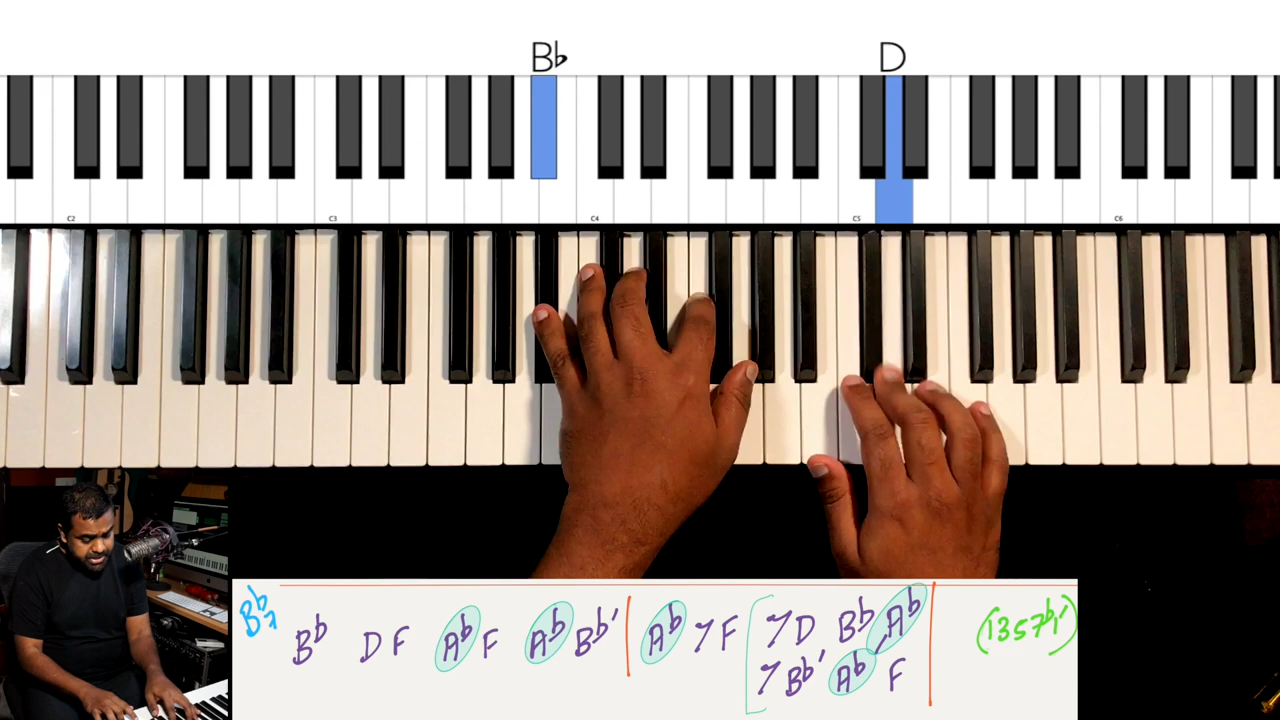 B♭ D
C2 C3 C4 C5 C6
B♭7 B♭ D F A♭ F A♭ B♭' | A♭ 7 F [ 7 D B♭ A♭ | (1 3 5 7♭ 1')
7 B♭' A♭ F